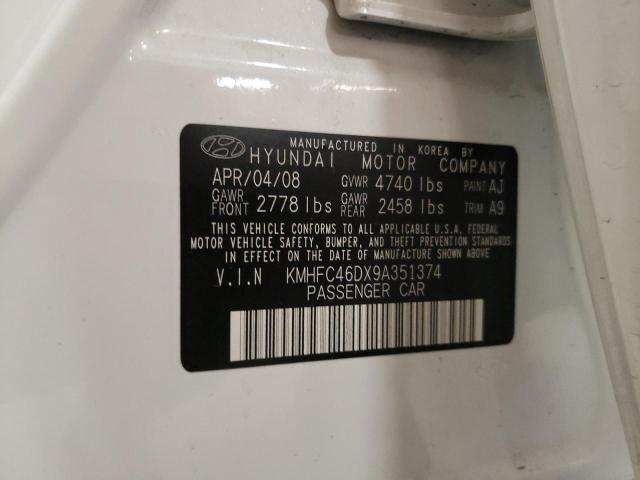 MANUFACTURED IN KOREA BY
HYUNDAI MOTOR COMPANY
APR/04/08 GVWR 4740 lbs PAINT AJ
GAWR FRONT 2778 lbs GAWR REAR 2458 lbs TRIM A9
THIS VEHICLE CONFORMS TO ALL APPLICABLE U.S.A. FEDERAL
MOTOR VEHICLE SAFETY, BUMPER, AND THEFT PREVENTION STANDARDS
IN EFFECT ON THE DATE OF MANUFACTURE SHOWN ABOVE.
V.I.N KMHFC46DX9A351374
PASSENGER CAR